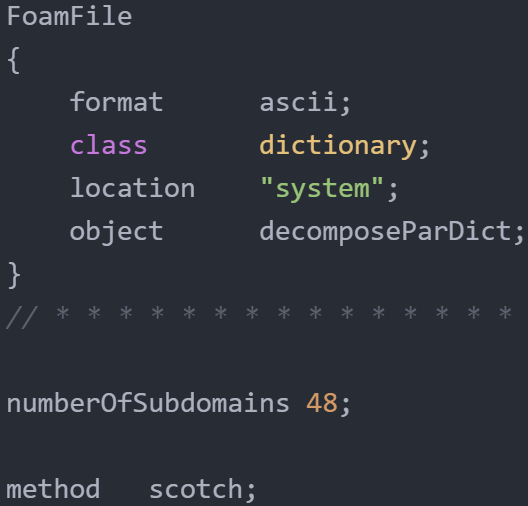 FoamFile
{
    format      ascii;
    class       dictionary;
    location    "system";
    object      decomposeParDict;
}
// * * * * * * * * * * * * * * *
numberOfSubdomains 48;
method   scotch;